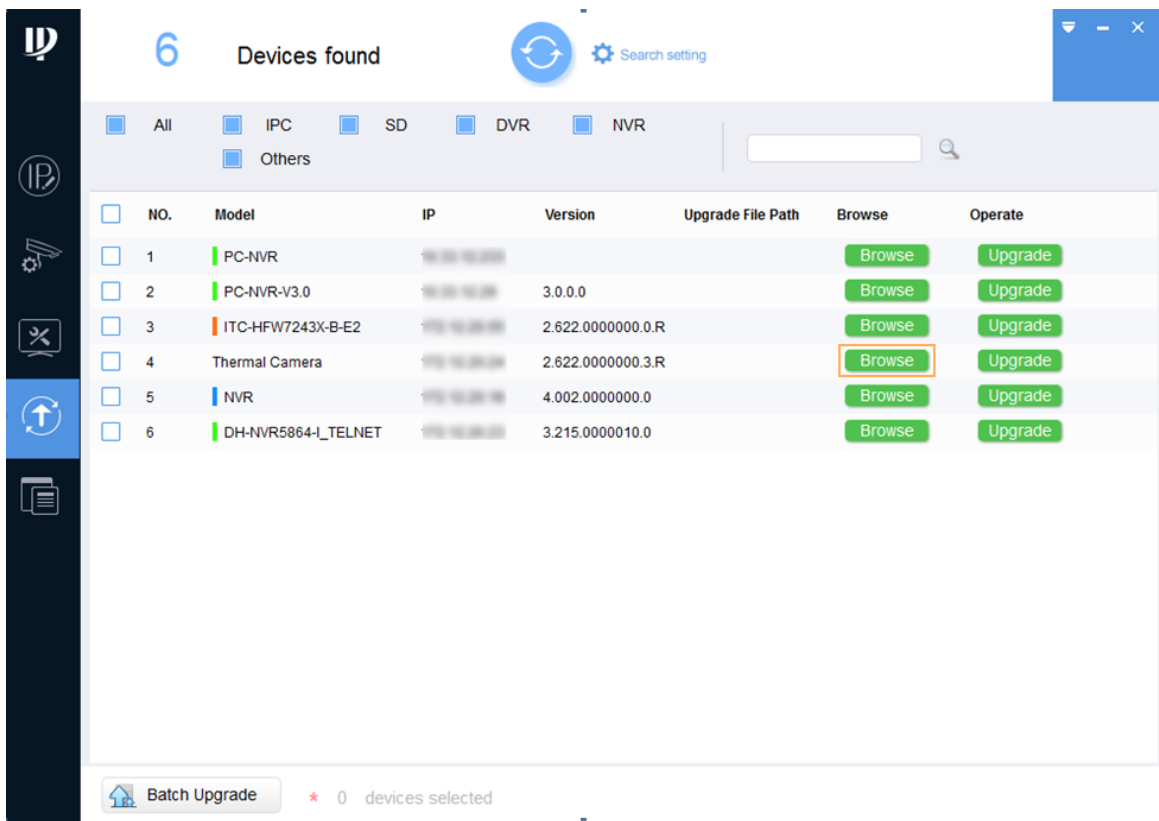 6 Devices found Search setting
All IPC SD DVR NVR
Others
NO. Model IP Version Upgrade File Path Browse Operate
1 PC-NVR Browse Upgrade
2 PC-NVR-V3.0 3.0.0.0 Browse Upgrade
3 ITC-HFW7243X-B-E2 2.622.0000000.0.R Browse Upgrade
4 Thermal Camera 2.622.0000000.3.R Browse Upgrade
5 NVR 4.002.0000000.0 Browse Upgrade
6 DH-NVR5864-I_TELNET 3.215.0000010.0 Browse Upgrade
Batch Upgrade * 0 devices selected